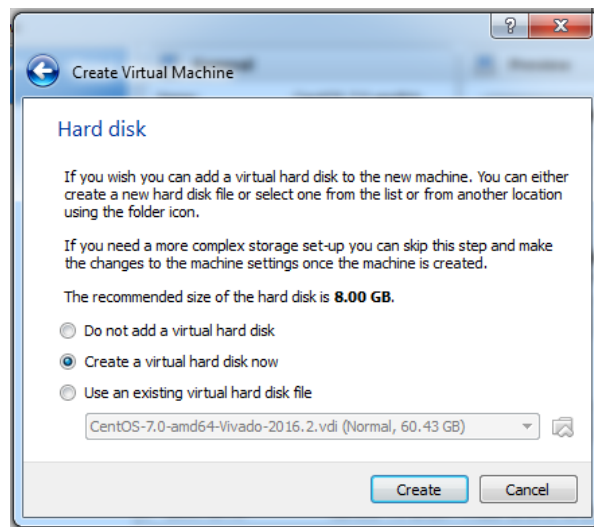 ?
X
Create Virtual Machine
Hard disk
If you wish you can add a virtual hard disk to the new machine. You can either
create a new hard disk file or select one from the list or from another location
using the folder icon.
If you need a more complex storage set-up you can skip this step and make
the changes to the machine settings once the machine is created.
The recommended size of the hard disk is 8.00 GB.
Do not add a virtual hard disk
Create a virtual hard disk now
Use an existing virtual hard disk file
CentOS-7.0-amd64-Vivado-2016.2.vdi (Normal, 60.43 GB)
Create
Cancel